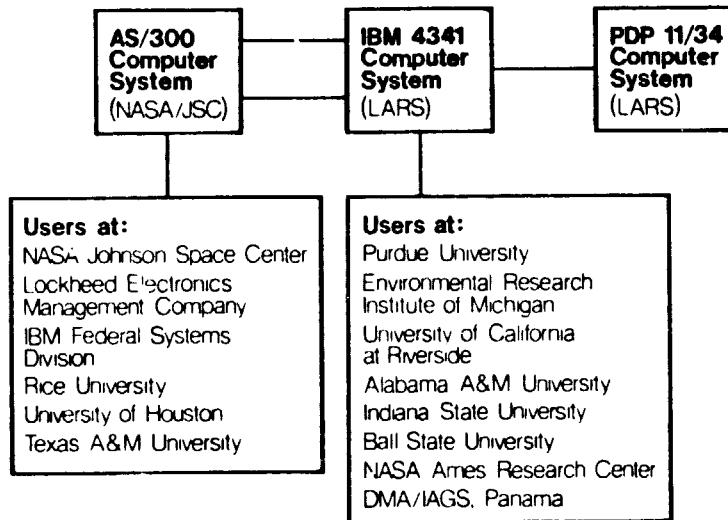 AS/300
Computer
System
(NASA/JSC)
IBM 4341
Computer
System
(LARS)
PDP 11/34
Computer
System
(LARS)
Users at:
NASA Johnson Space Center
Lockheed Electronics
Management Company
IBM Federal Systems
Division
Rice University
University of Houston
Texas A&M University
Users at:
Purdue University
Environmental Research
Institute of Michigan
University of California
at Riverside
Alabama A&M University
Indiana State University
Ball State University
NASA Ames Research Center
DMA/IAGS, Panama